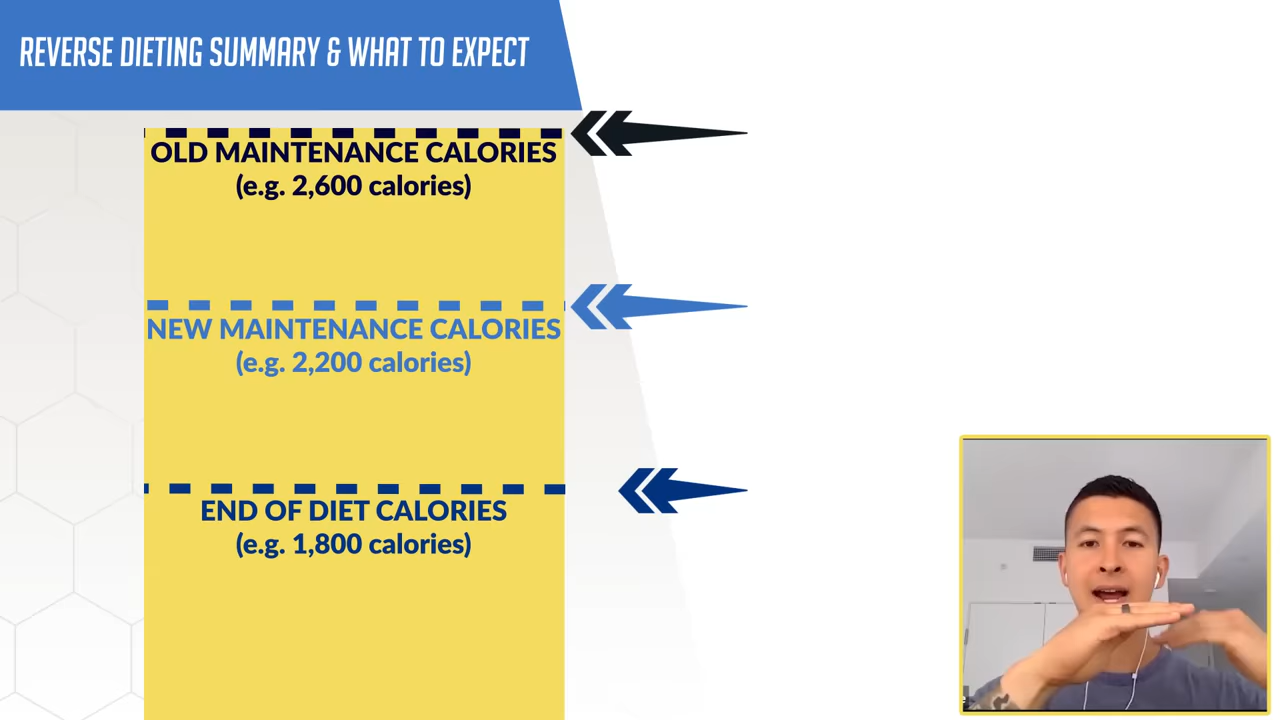 REVERSE DIETING SUMMARY & WHAT TO EXPECT
OLD MAINTENANCE CALORIES
(e.g. 2,600 calories)
NEW MAINTENANCE CALORIES
(e.g. 2,200 calories)
END OF DIET CALORIES
(e.g. 1,800 calories)